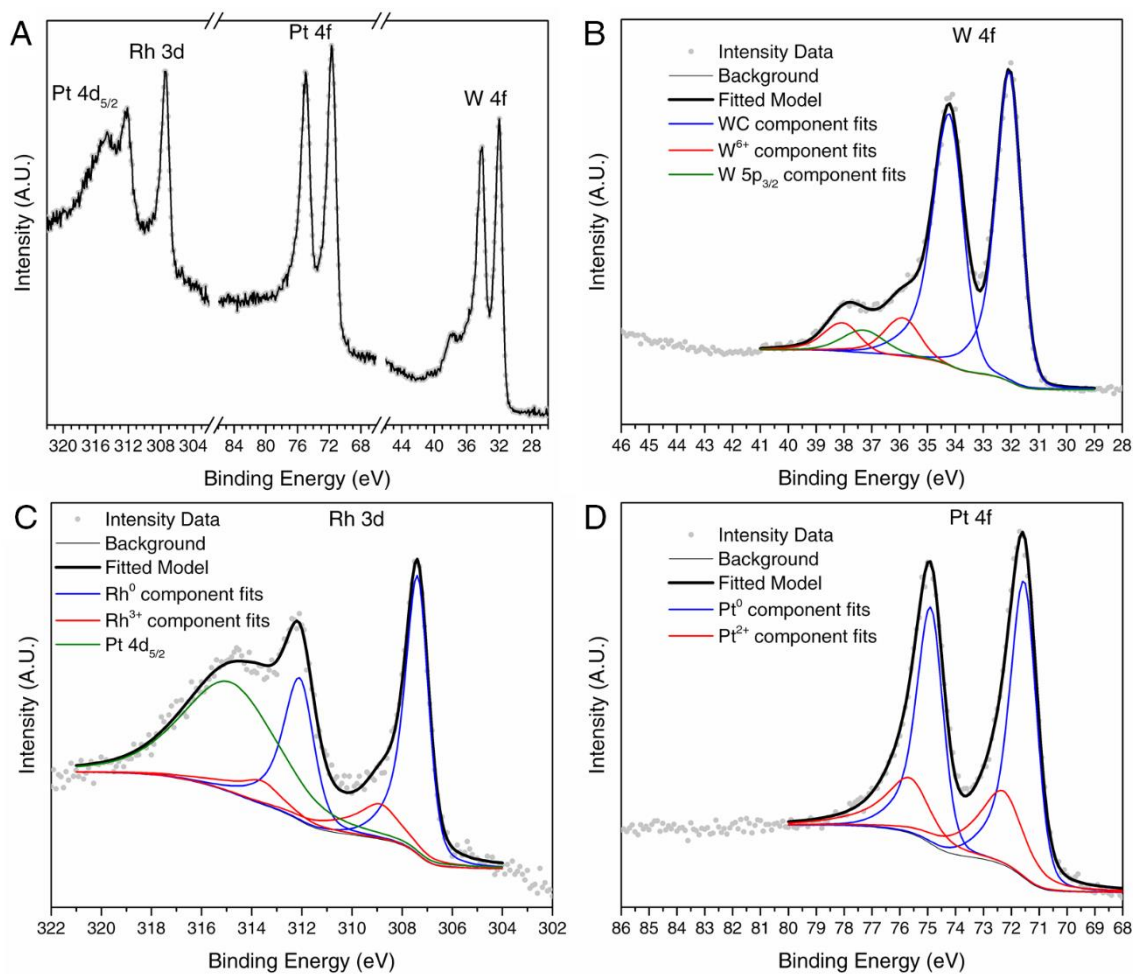 A
Pt 4d5/2
Rh 3d
Pt 4f
W 4f
Intensity (A.U.)
320 316 312 308 304 84 80 76 72 68 44 40 36 32 28
Binding Energy (eV)
B
W 4f
Intensity Data
Background
Fitted Model
WC component fits
W6+ component fits
W 5p3/2 component fits
Intensity (A.U.)
46 45 44 43 42 41 40 39 38 37 36 35 34 33 32 31 30 29 28
Binding Energy (eV)
C
Rh 3d
Intensity Data
Background
Fitted Model
Rh0 component fits
Rh3+ component fits
Pt 4d5/2
Intensity (A.U.)
322 320 318 316 314 312 310 308 306 304 302
Binding Energy (eV)
D
Pt 4f
Intensity Data
Background
Fitted Model
Pt0 component fits
Pt2+ component fits
Intensity (A.U.)
86 85 84 83 82 81 80 79 78 77 76 75 74 73 72 71 70 69 68
Binding Energy (eV)